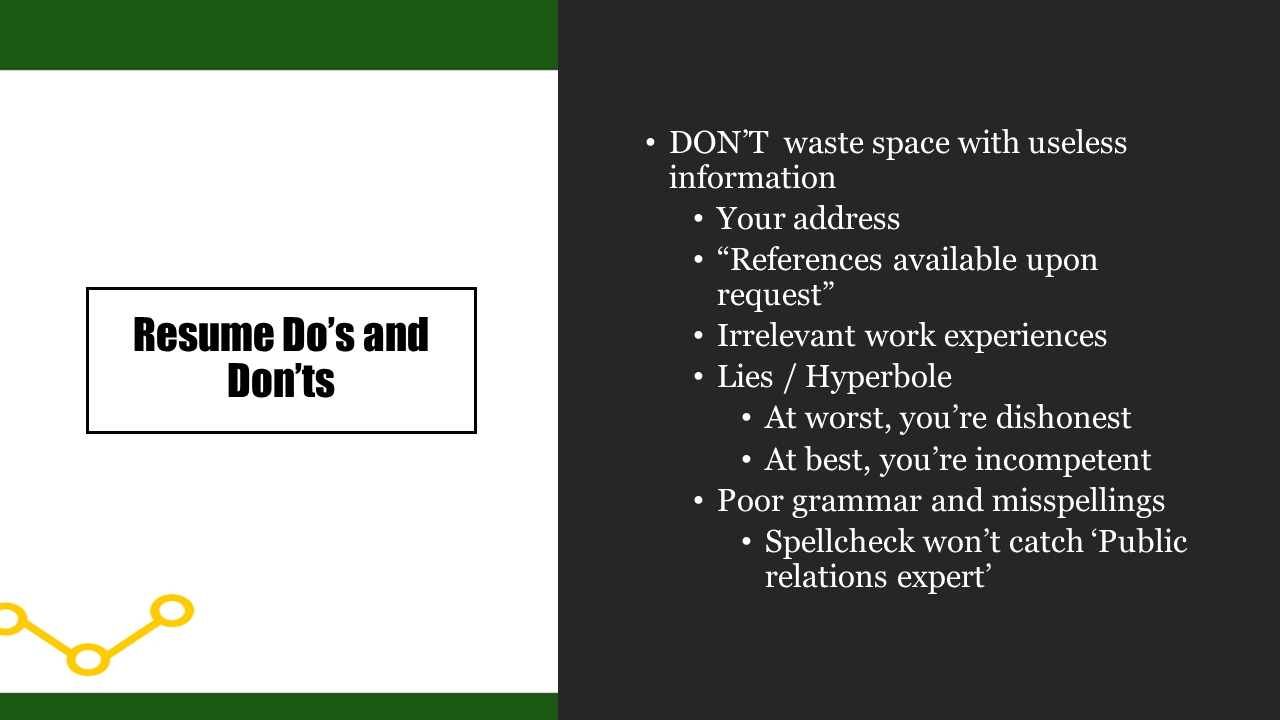 Resume Do’s and
Don’ts
• DON’T  waste space with useless
information
• Your address
• “References available upon
request”
• Irrelevant work experiences
• Lies / Hyperbole
• At worst, you’re dishonest
• At best, you’re incompetent
• Poor grammar and misspellings
• Spellcheck won’t catch ‘Public
relations expert’